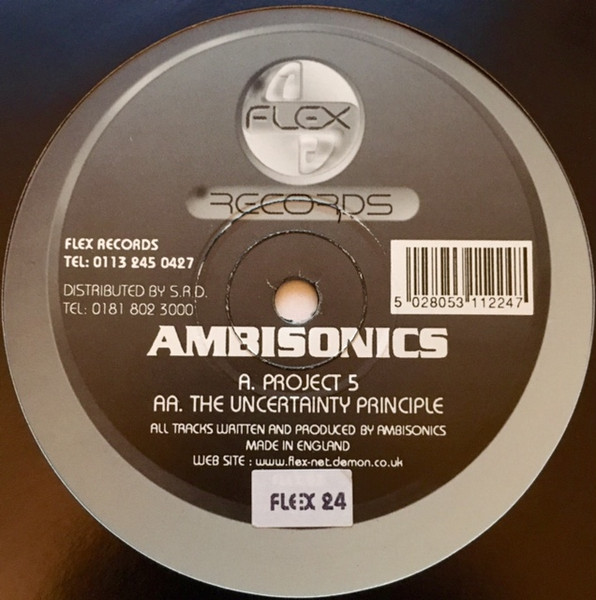 FLEX
RECORDS
FLEX RECORDS
TEL: 0113 245 0427
DISTRIBUTED BY S.R.D.
TEL: 0181 802 3000
5 028053 112247
AMBISONICS
A. PROJECT 5
AA. THE UNCERTAINTY PRINCIPLE
ALL TRACKS WRITTEN AND PRODUCED BY AMBISONICS
MADE IN ENGLAND
WEB SITE : www.flex-net.demon.co.uk
FLEX 24